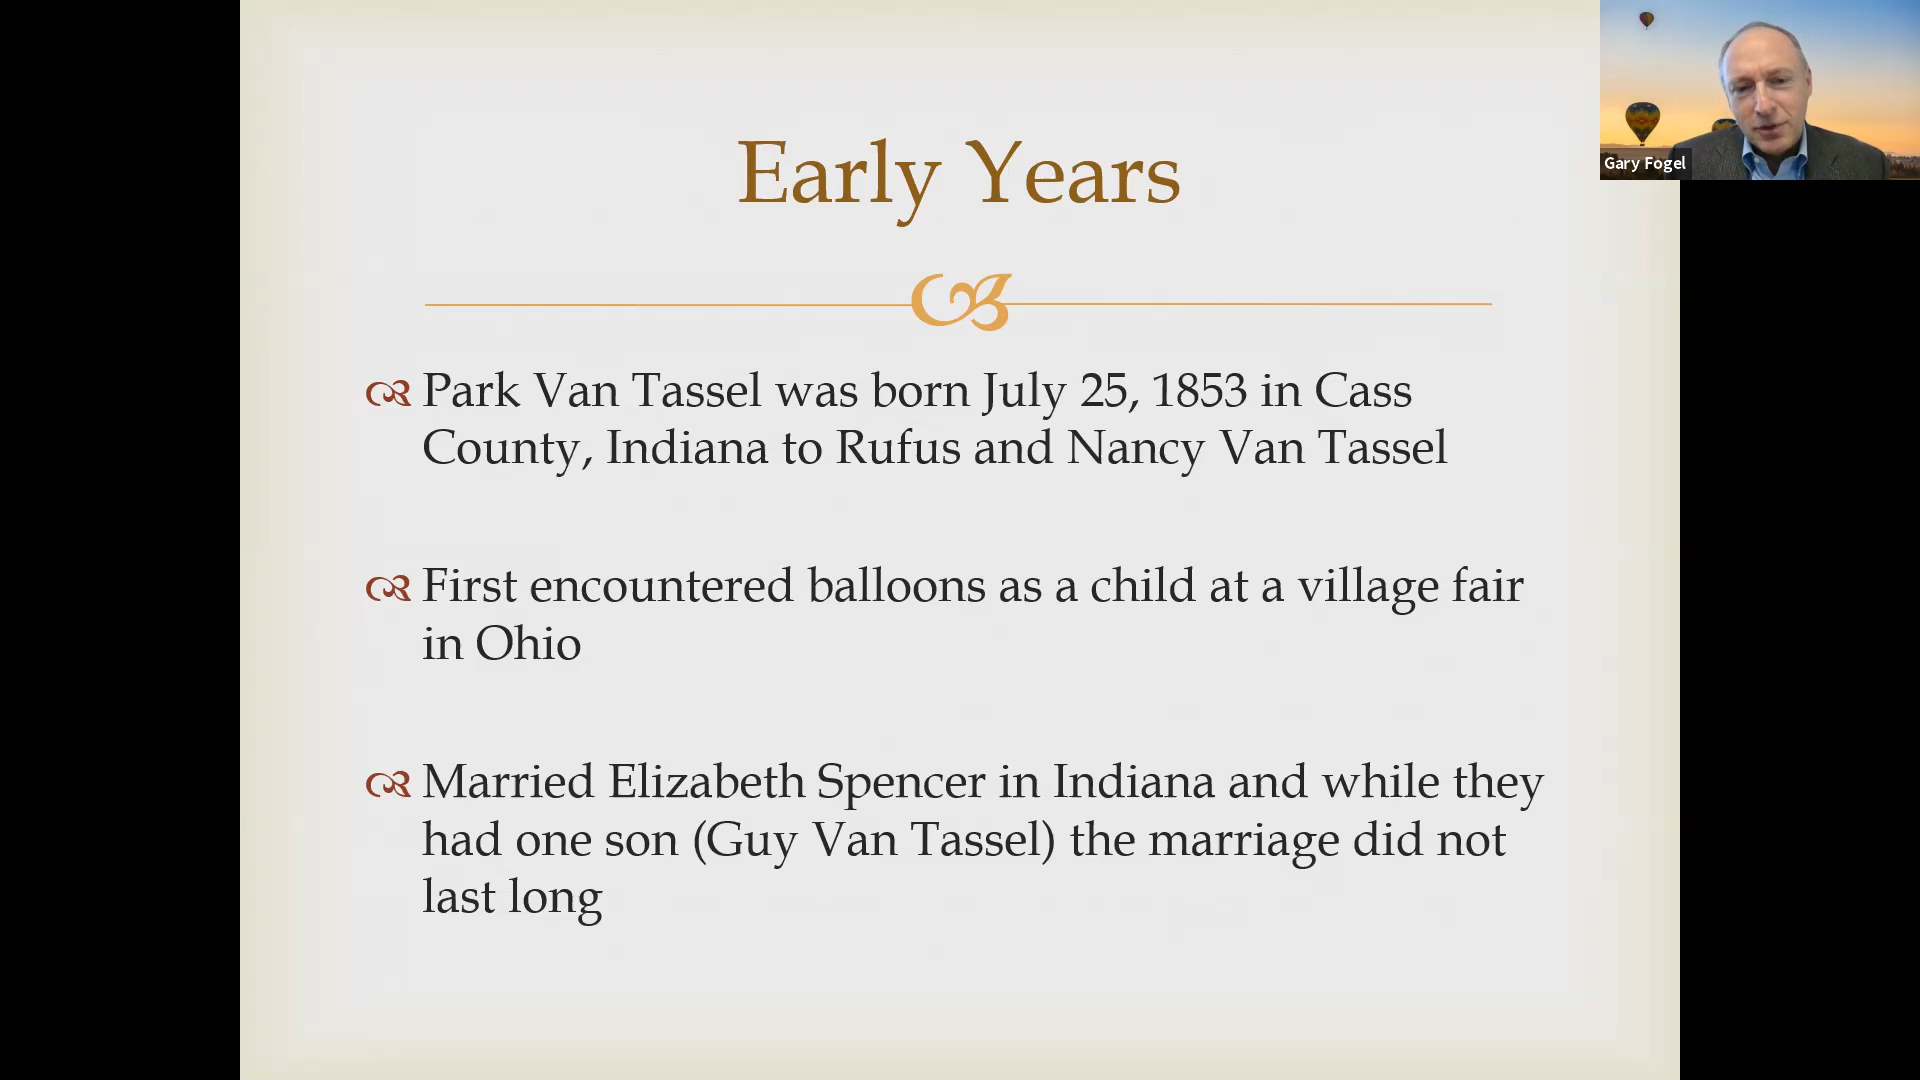 Early Years
Park Van Tassel was born July 25, 1853 in Cass
County, Indiana to Rufus and Nancy Van Tassel
First encountered balloons as a child at a village fair
in Ohio
Married Elizabeth Spencer in Indiana and while they
had one son (Guy Van Tassel) the marriage did not
last long
Gary Fogel